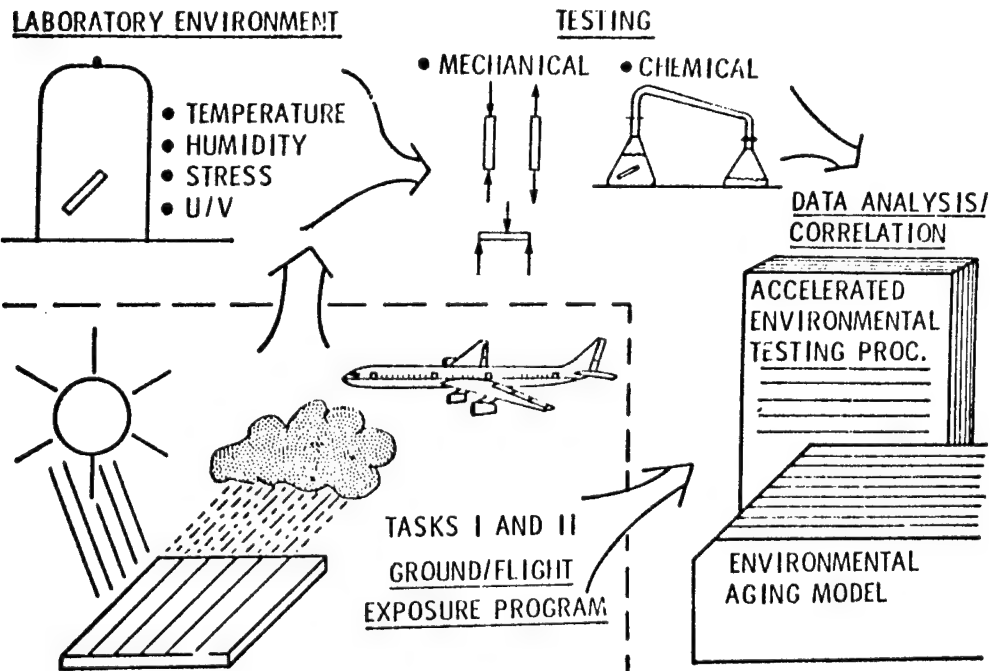 LABORATORY ENVIRONMENT
• TEMPERATURE
• HUMIDITY
• STRESS
• U/V
TESTING
• MECHANICAL • CHEMICAL
DATA ANALYSIS/
CORRELATION
ACCELERATED
ENVIRONMENTAL
TESTING PROC.
ENVIRONMENTAL
AGING MODEL
TASKS I AND II
GROUND/FLIGHT
EXPOSURE PROGRAM